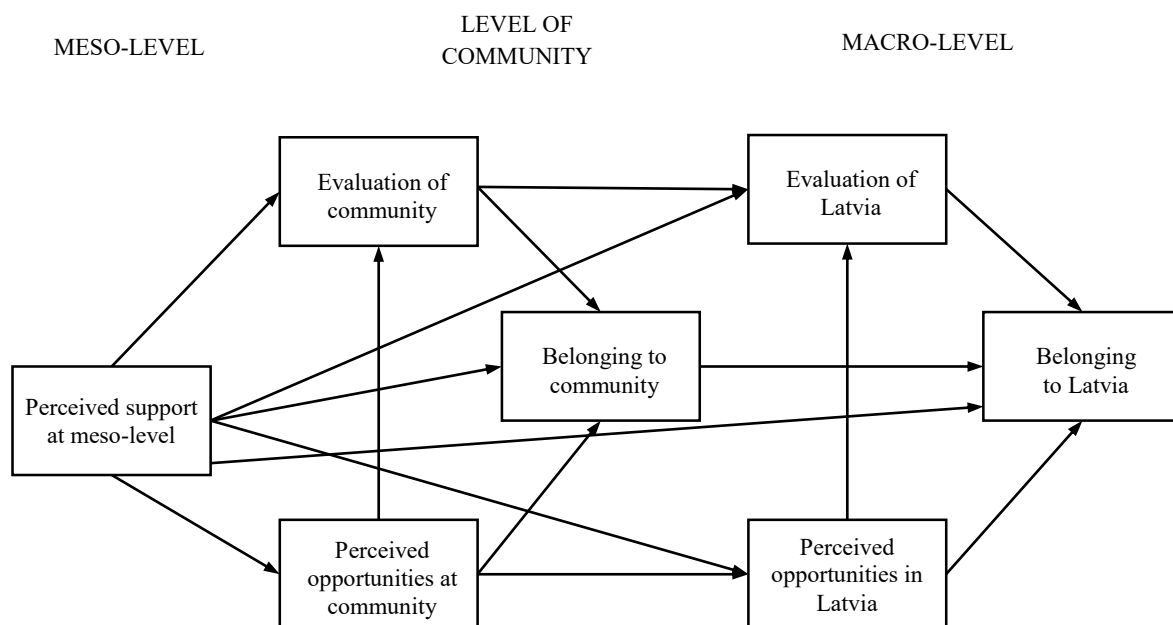 MESO-LEVEL
LEVEL OF
COMMUNITY
MACRO-LEVEL
Evaluation of
community
Evaluation of
Latvia
Belonging to
community
Belonging
to Latvia
Perceived support
at meso-level
Perceived
opportunities at
community
Perceived
opportunities in
Latvia